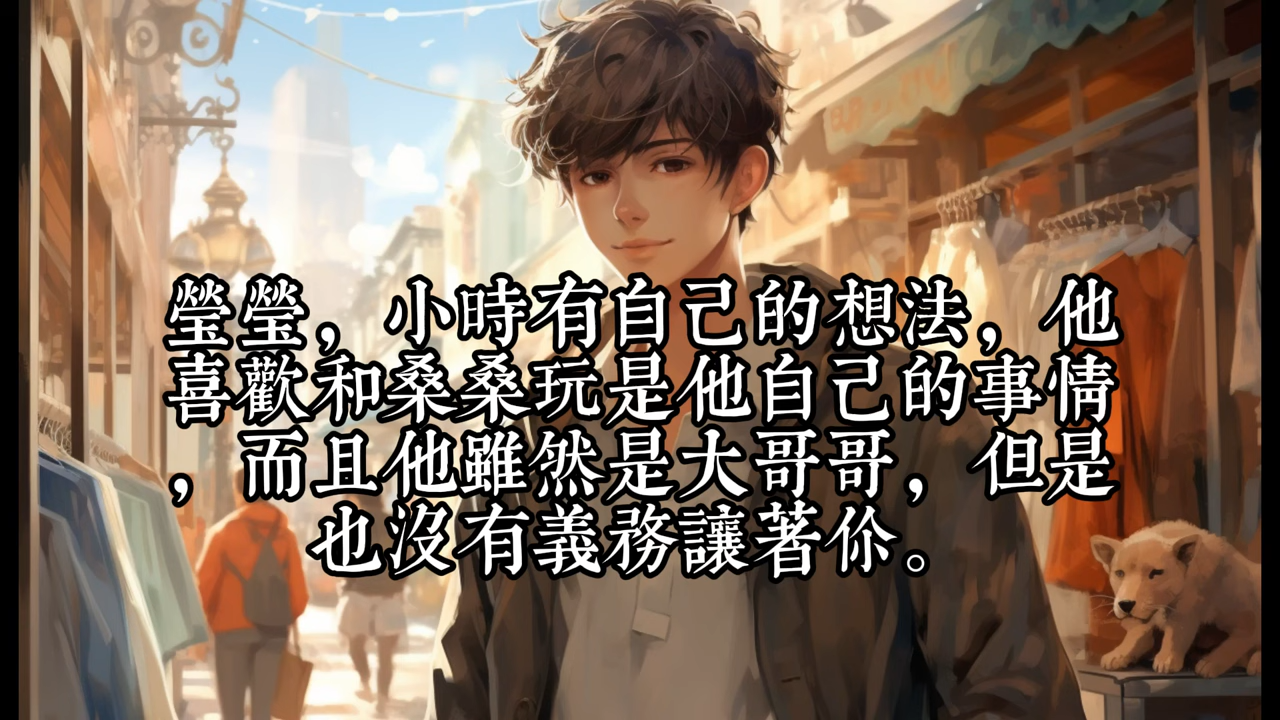 瑩瑩，小時有自己的想法，他
喜歡和桑桑玩是他自己的事情
，而且他雖然是大哥哥，但是
也沒有義務讓著你。